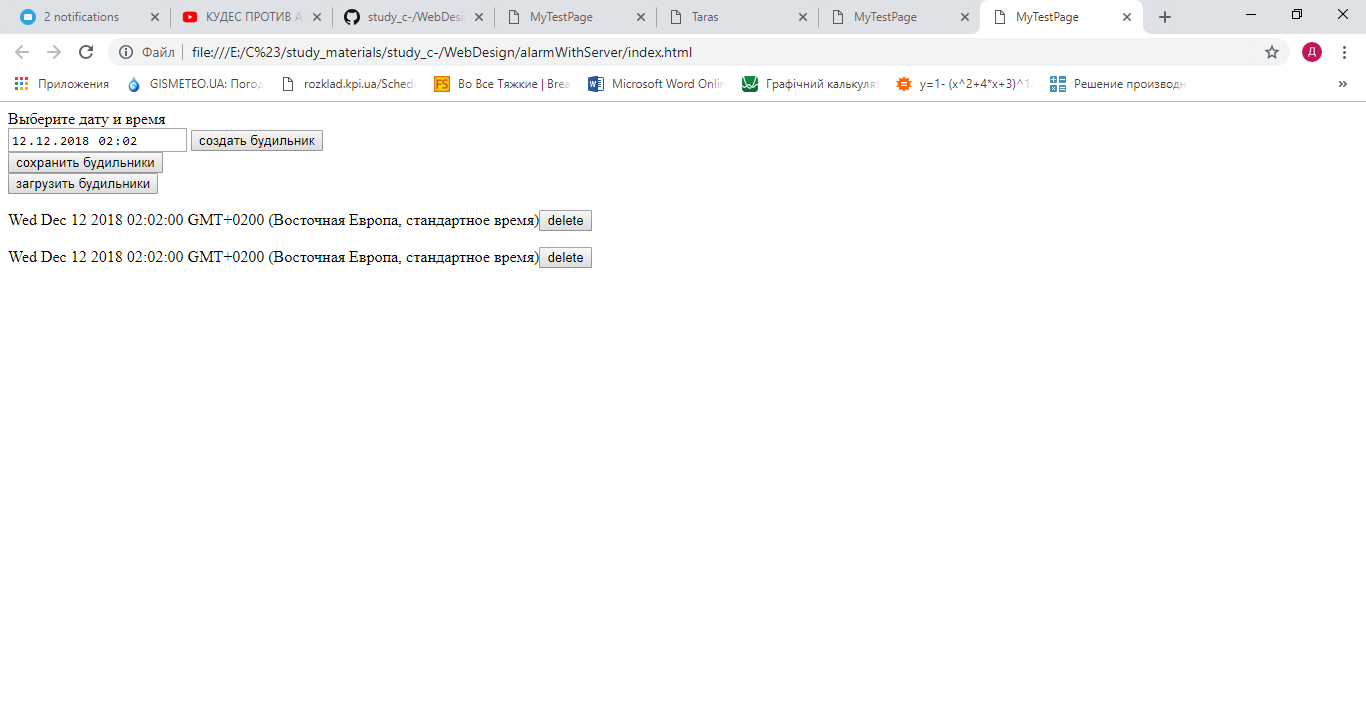 2 notifications
КУДЕС ПРОТИВ А
study_c-/WebDesi
MyTestPage
Taras
MyTestPage
MyTestPage
Файл
file:///E:/C%23/study_materials/study_c-/WebDesign/alarmWithServer/index.html
Д
Приложения
GISMETEO.UA: Погод
rozklad.kpi.ua/Sched
FS
Во Все Тяжкие | Brea
Microsoft Word Onlin
Графічний калькуля
y=1- (x^2+4*x+3)^1
Решение производн
»
Выберите дату и время
12.12.2018 02:02 создать будильник
сохранить будильники
загрузить будильники
Wed Dec 12 2018 02:02:00 GMT+0200 (Восточная Европа, стандартное время) delete
Wed Dec 12 2018 02:02:00 GMT+0200 (Восточная Европа, стандартное время) delete